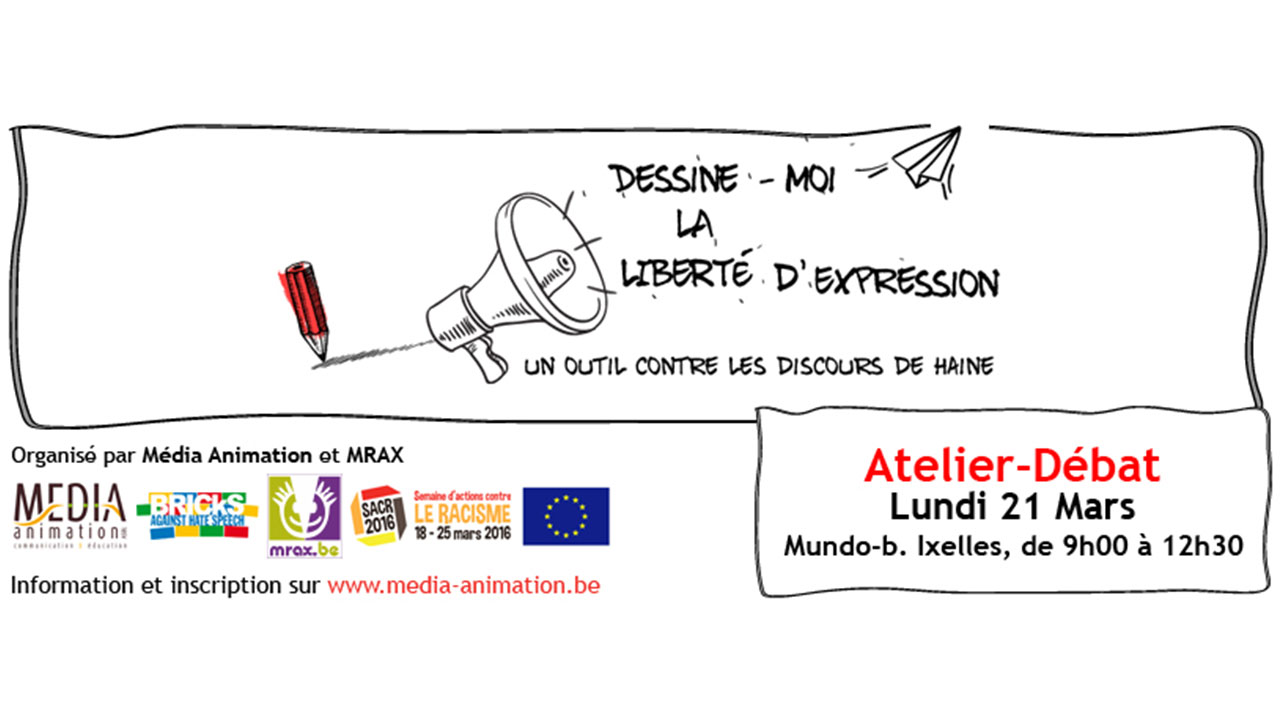 DESSINE - MOI
LA
LIBERTÉ D'EXPRESSION
UN OUTIL CONTRE LES DISCOURS DE HAINE
Organisé par Média Animation et MRAX
MEDIA
animation
communication & éducation
BRICKS
AGAINST HATE SPEECH
mrax.be
SACR
2016
Semaine d'actions contre
LE RACISME
18 - 25 mars 2016
Information et inscription sur www.media-animation.be
Atelier-Débat
Lundi 21 Mars
Mundo-b. Ixelles, de 9h00 à 12h30